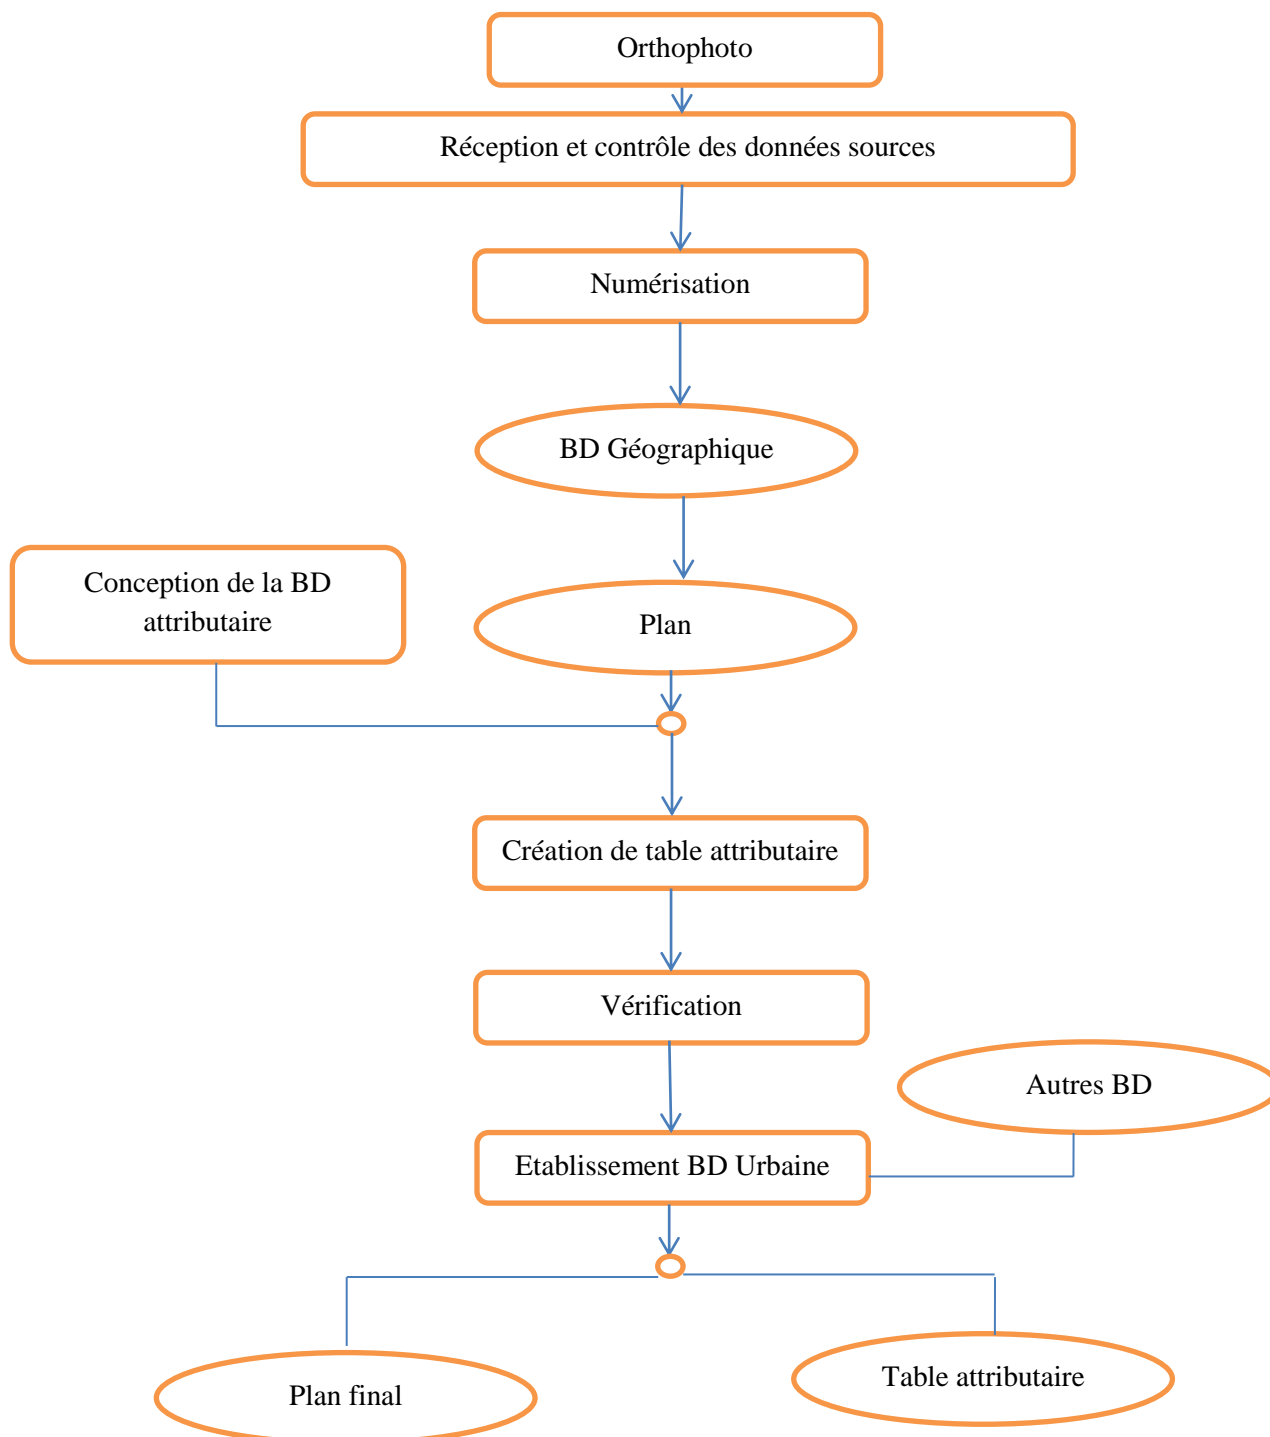 Orthophoto
Réception et contrôle des données sources
Numérisation
BD Géographique
Conception de la BD
attributaire
Plan
Création de table attributaire
Vérification
Autres BD
Etablissement BD Urbaine
Plan final
Table attributaire